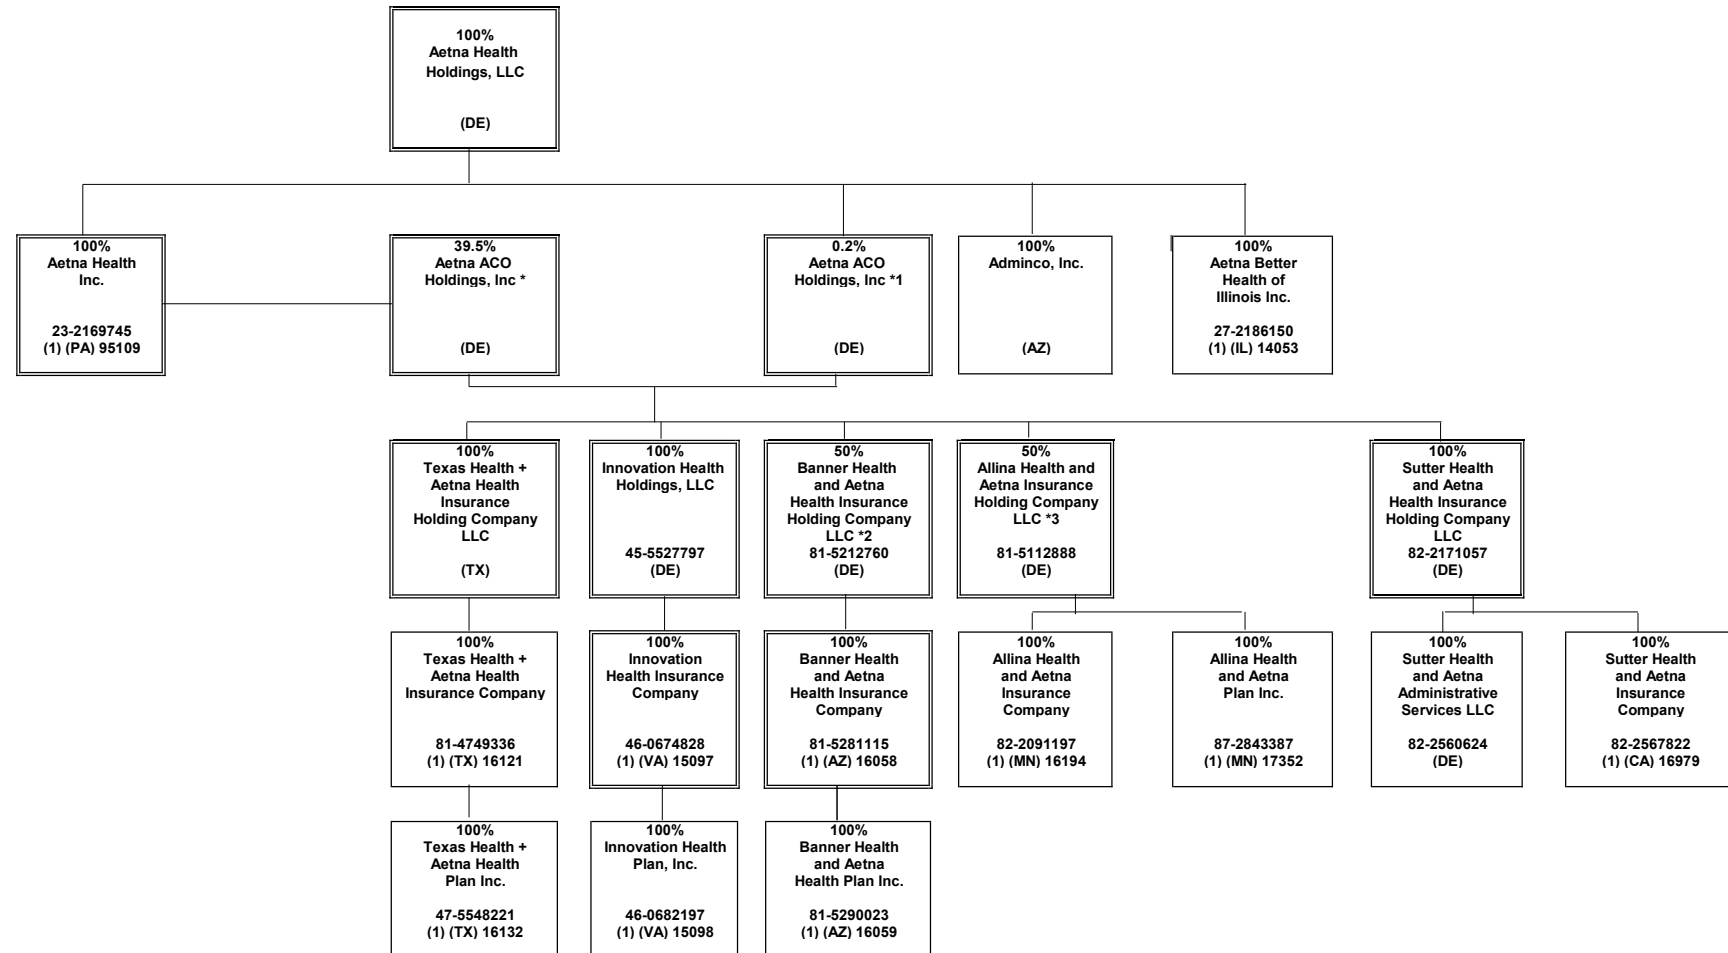 100%
Aetna Health
Holdings, LLC
(DE)
100%
Aetna Health
Inc.
23-2169745
(1) (PA) 95109
39.5%
Aetna ACO
Holdings, Inc *
(DE)
0.2%
Aetna ACO
Holdings, Inc *1
(DE)
100%
Adminco, Inc.
(AZ)
100%
Aetna Better
Health of
Illinois Inc.
27-2186150
(1) (IL) 14053
100%
Texas Health +
Aetna Health
Insurance
Holding Company
LLC
(TX)
100%
Innovation Health
Holdings, LLC
45-5527797
(DE)
50%
Banner Health
and Aetna
Health Insurance
Holding Company
LLC *2
81-5212760
(DE)
50%
Allina Health and
Aetna Insurance
Holding Company
LLC *3
81-5112888
(DE)
100%
Sutter Health
and Aetna
Health Insurance
Holding Company
LLC
82-2171057
(DE)
100%
Texas Health +
Aetna Health
Insurance Company
81-4749336
(1) (TX) 16121
100%
Innovation
Health Insurance
Company
46-0674828
(1) (VA) 15097
100%
Banner Health
and Aetna
Health Insurance
Company
81-5281115
(1) (AZ) 16058
100%
Allina Health
and Aetna
Insurance
Company
82-2091197
(1) (MN) 16194
100%
Allina Health
and Aetna
Plan Inc.
87-2843387
(1) (MN) 17352
100%
Sutter Health
and Aetna
Administrative
Services LLC
82-2560624
(DE)
100%
Sutter Health
and Aetna
Insurance
Company
82-2567822
(1) (CA) 16979
100%
Texas Health +
Aetna Health
Plan Inc.
47-5548221
(1) (TX) 16132
100%
Innovation Health
Plan, Inc.
46-0682197
(1) (VA) 15098
100%
Banner Health
and Aetna
Health Plan Inc.
81-5290023
(1) (AZ) 16059